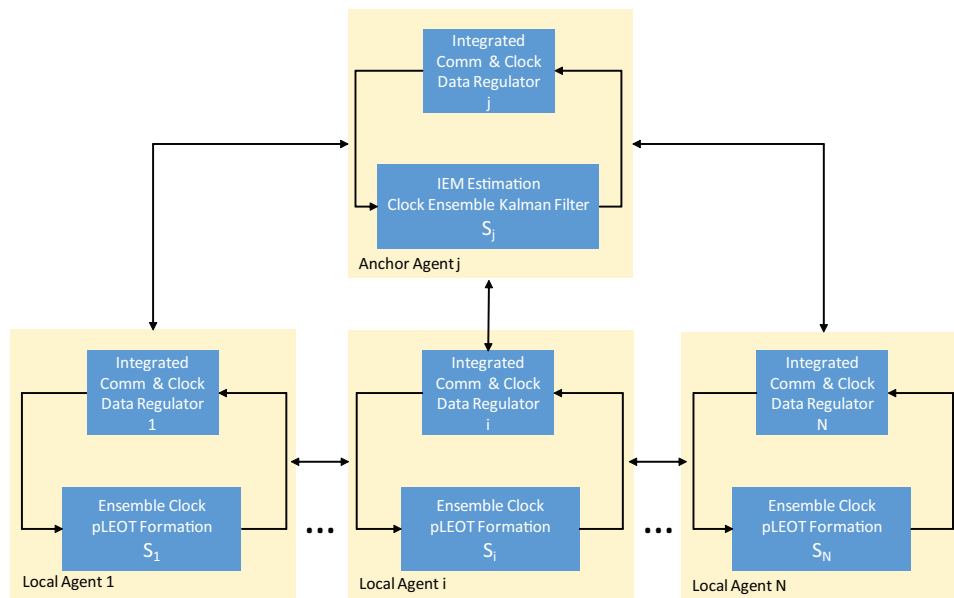 Integrated
Comm & Clock
Data Regulator
j
IEM Estimation
Clock Ensemble Kalman Filter
Sj
Anchor Agent j
Integrated
Comm & Clock
Data Regulator
1
Ensemble Clock
pLEOT Formation
S1
Local Agent 1
...
Integrated
Comm & Clock
Data Regulator
i
Ensemble Clock
pLEOT Formation
Si
Local Agent i
...
Integrated
Comm & Clock
Data Regulator
N
Ensemble Clock
pLEOT Formation
SN
Local Agent N